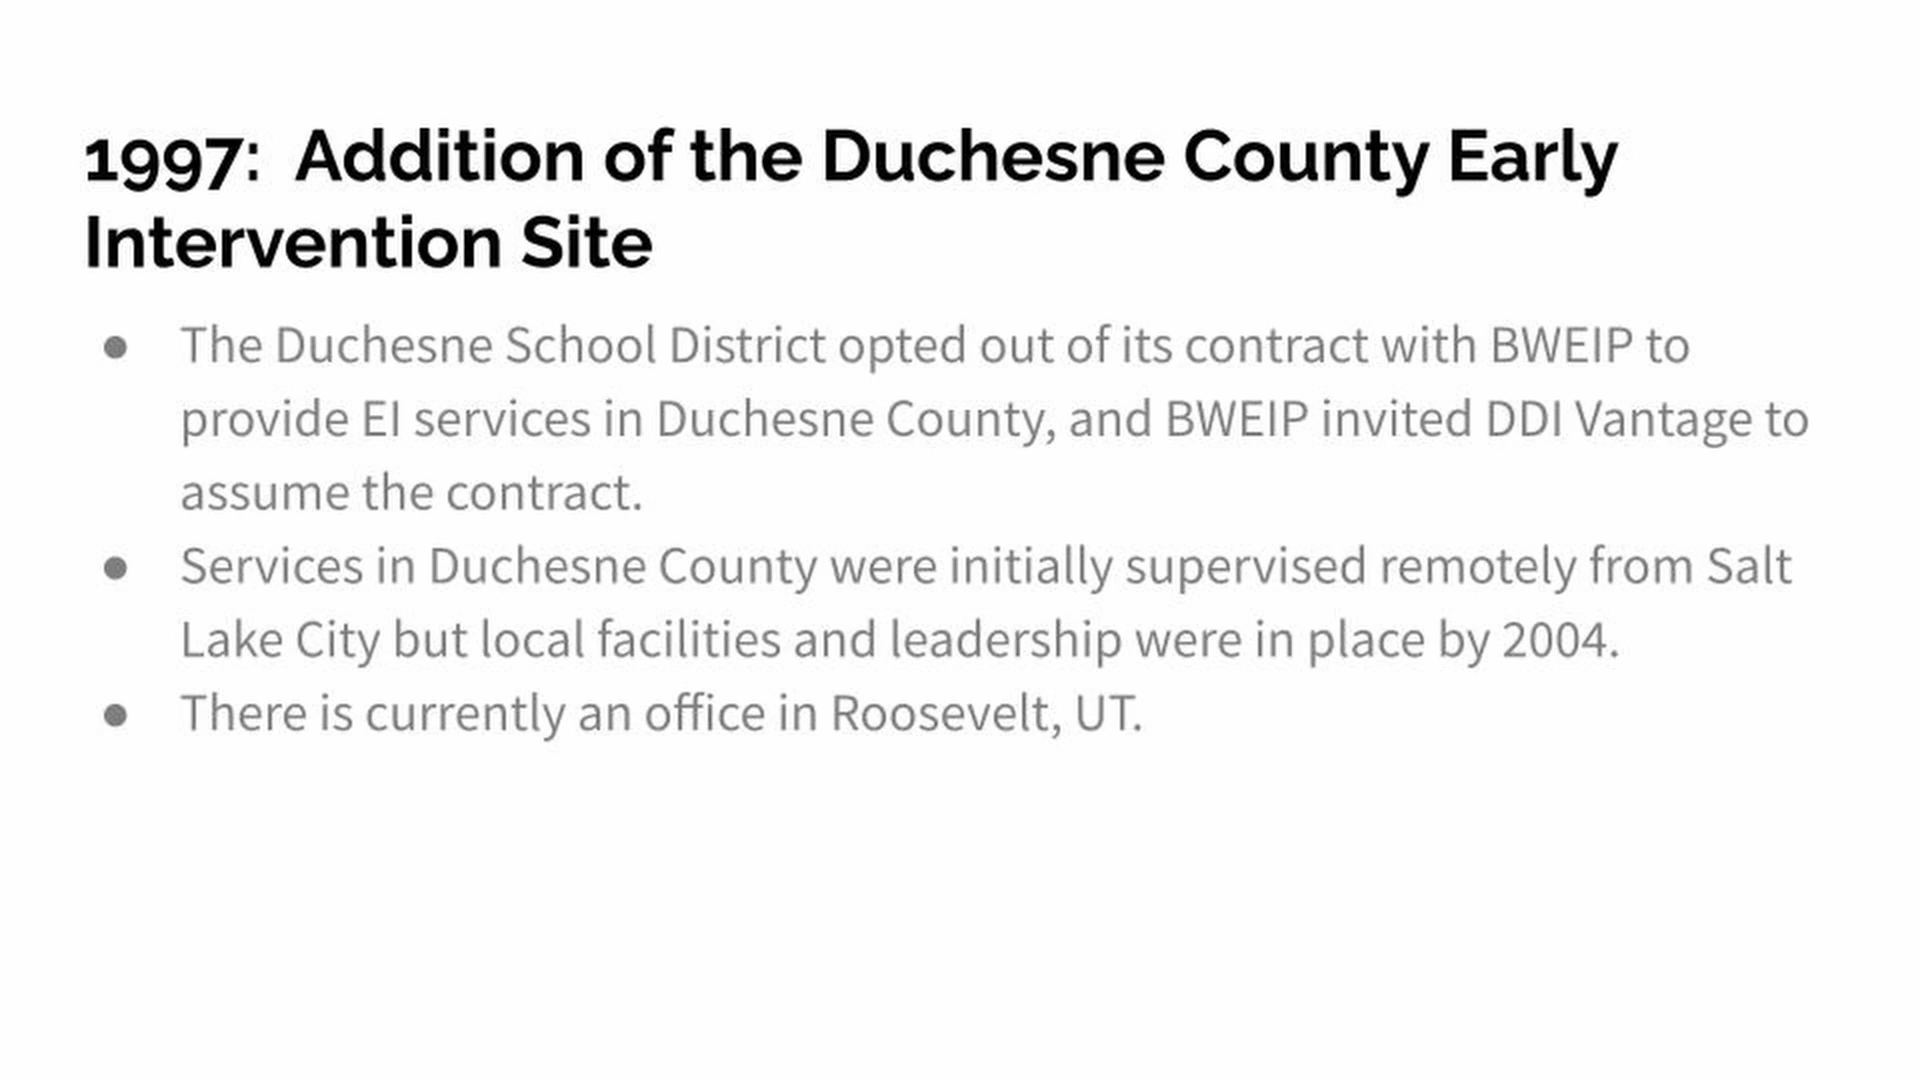 1997:  Addition of the Duchesne County Early
Intervention Site
● The Duchesne School District opted out of its contract with BWEIP to
provide EI services in Duchesne County, and BWEIP invited DDI Vantage to
assume the contract.
● Services in Duchesne County were initially supervised remotely from Salt
Lake City but local facilities and leadership were in place by 2004.
● There is currently an office in Roosevelt, UT.